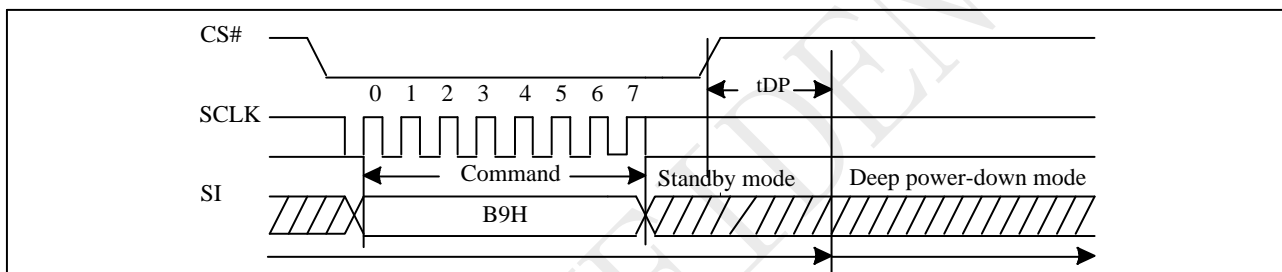 CS#
tDP
0 1 2 3 4 5 6 7
SCLK
Command
Standby mode
Deep power-down mode
SI
B9H